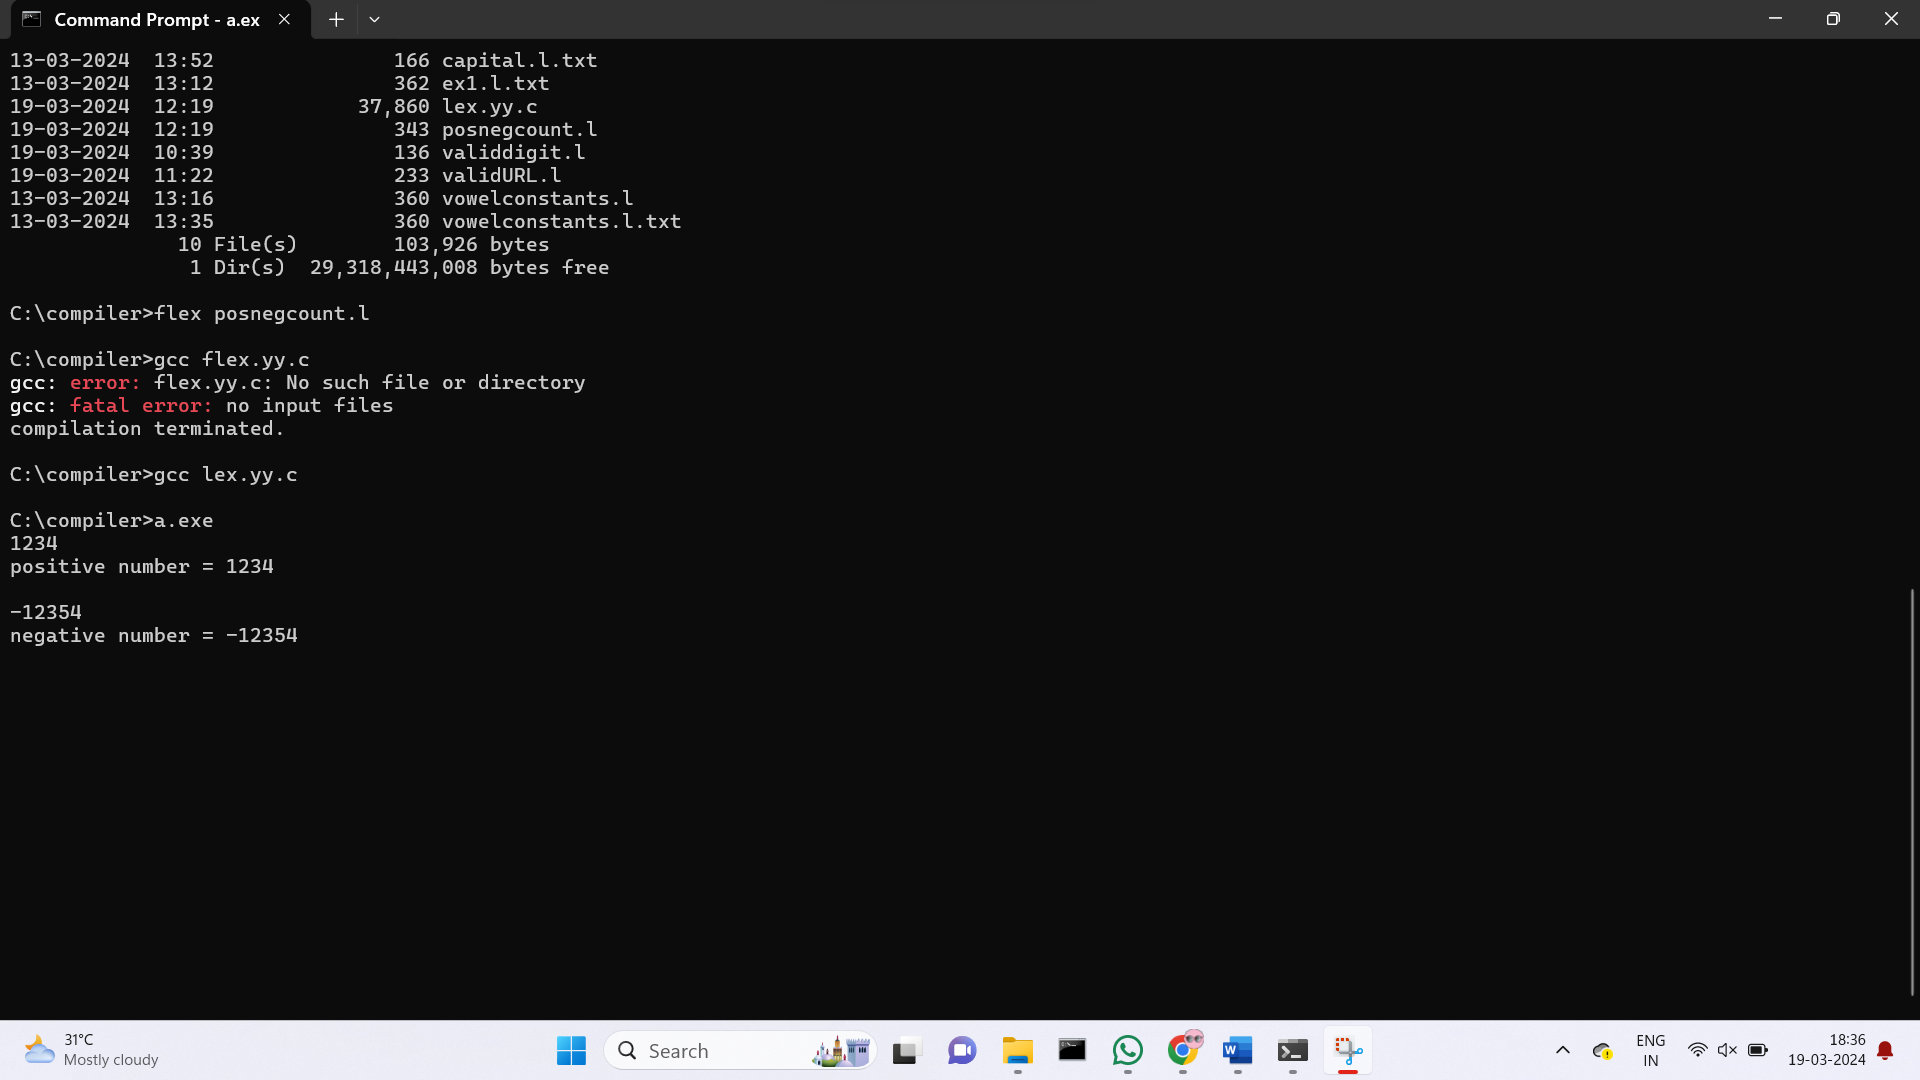 Command Prompt - a.ex
13-03-2024  13:52               166 capital.l.txt
13-03-2024  13:12               362 ex1.l.txt
19-03-2024  12:19            37,860 lex.yy.c
19-03-2024  12:19               343 posnegcount.l
19-03-2024  10:39               136 validdigit.l
19-03-2024  11:22               233 validURL.l
13-03-2024  13:16               360 vowelconstants.l
13-03-2024  13:35               360 vowelconstants.l.txt
              10 File(s)        103,926 bytes
               1 Dir(s)  29,318,443,008 bytes free
C:\compiler>flex posnegcount.l
C:\compiler>gcc flex.yy.c
gcc: error: flex.yy.c: No such file or directory
gcc: fatal error: no input files
compilation terminated.
C:\compiler>gcc lex.yy.c
C:\compiler>a.exe
1234
positive number = 1234
-12354
negative number = -12354
31°C
Mostly cloudy
Search
W
ENG
IN
18:36
19-03-2024